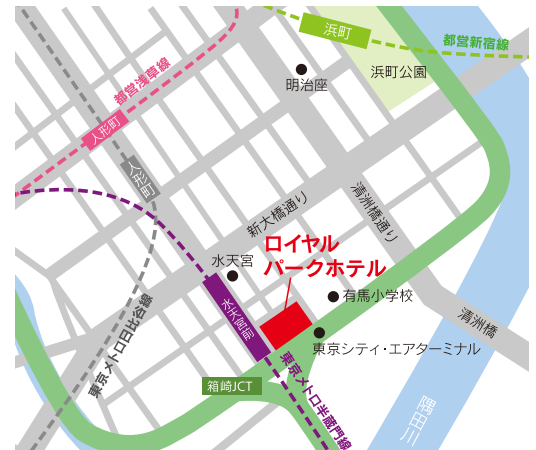 浜町
都営新宿線
浜町公園
明治座
都営浅草線
人形町
人形町
新大橋通り
清洲橋通り
ロイヤル
パークホテル
水天宮
有馬小学校
水天宮前
清洲橋
東京シティ・エアターミナル
東京メトロ日比谷線
箱崎JCT
東京メトロ半蔵門線
隅田川